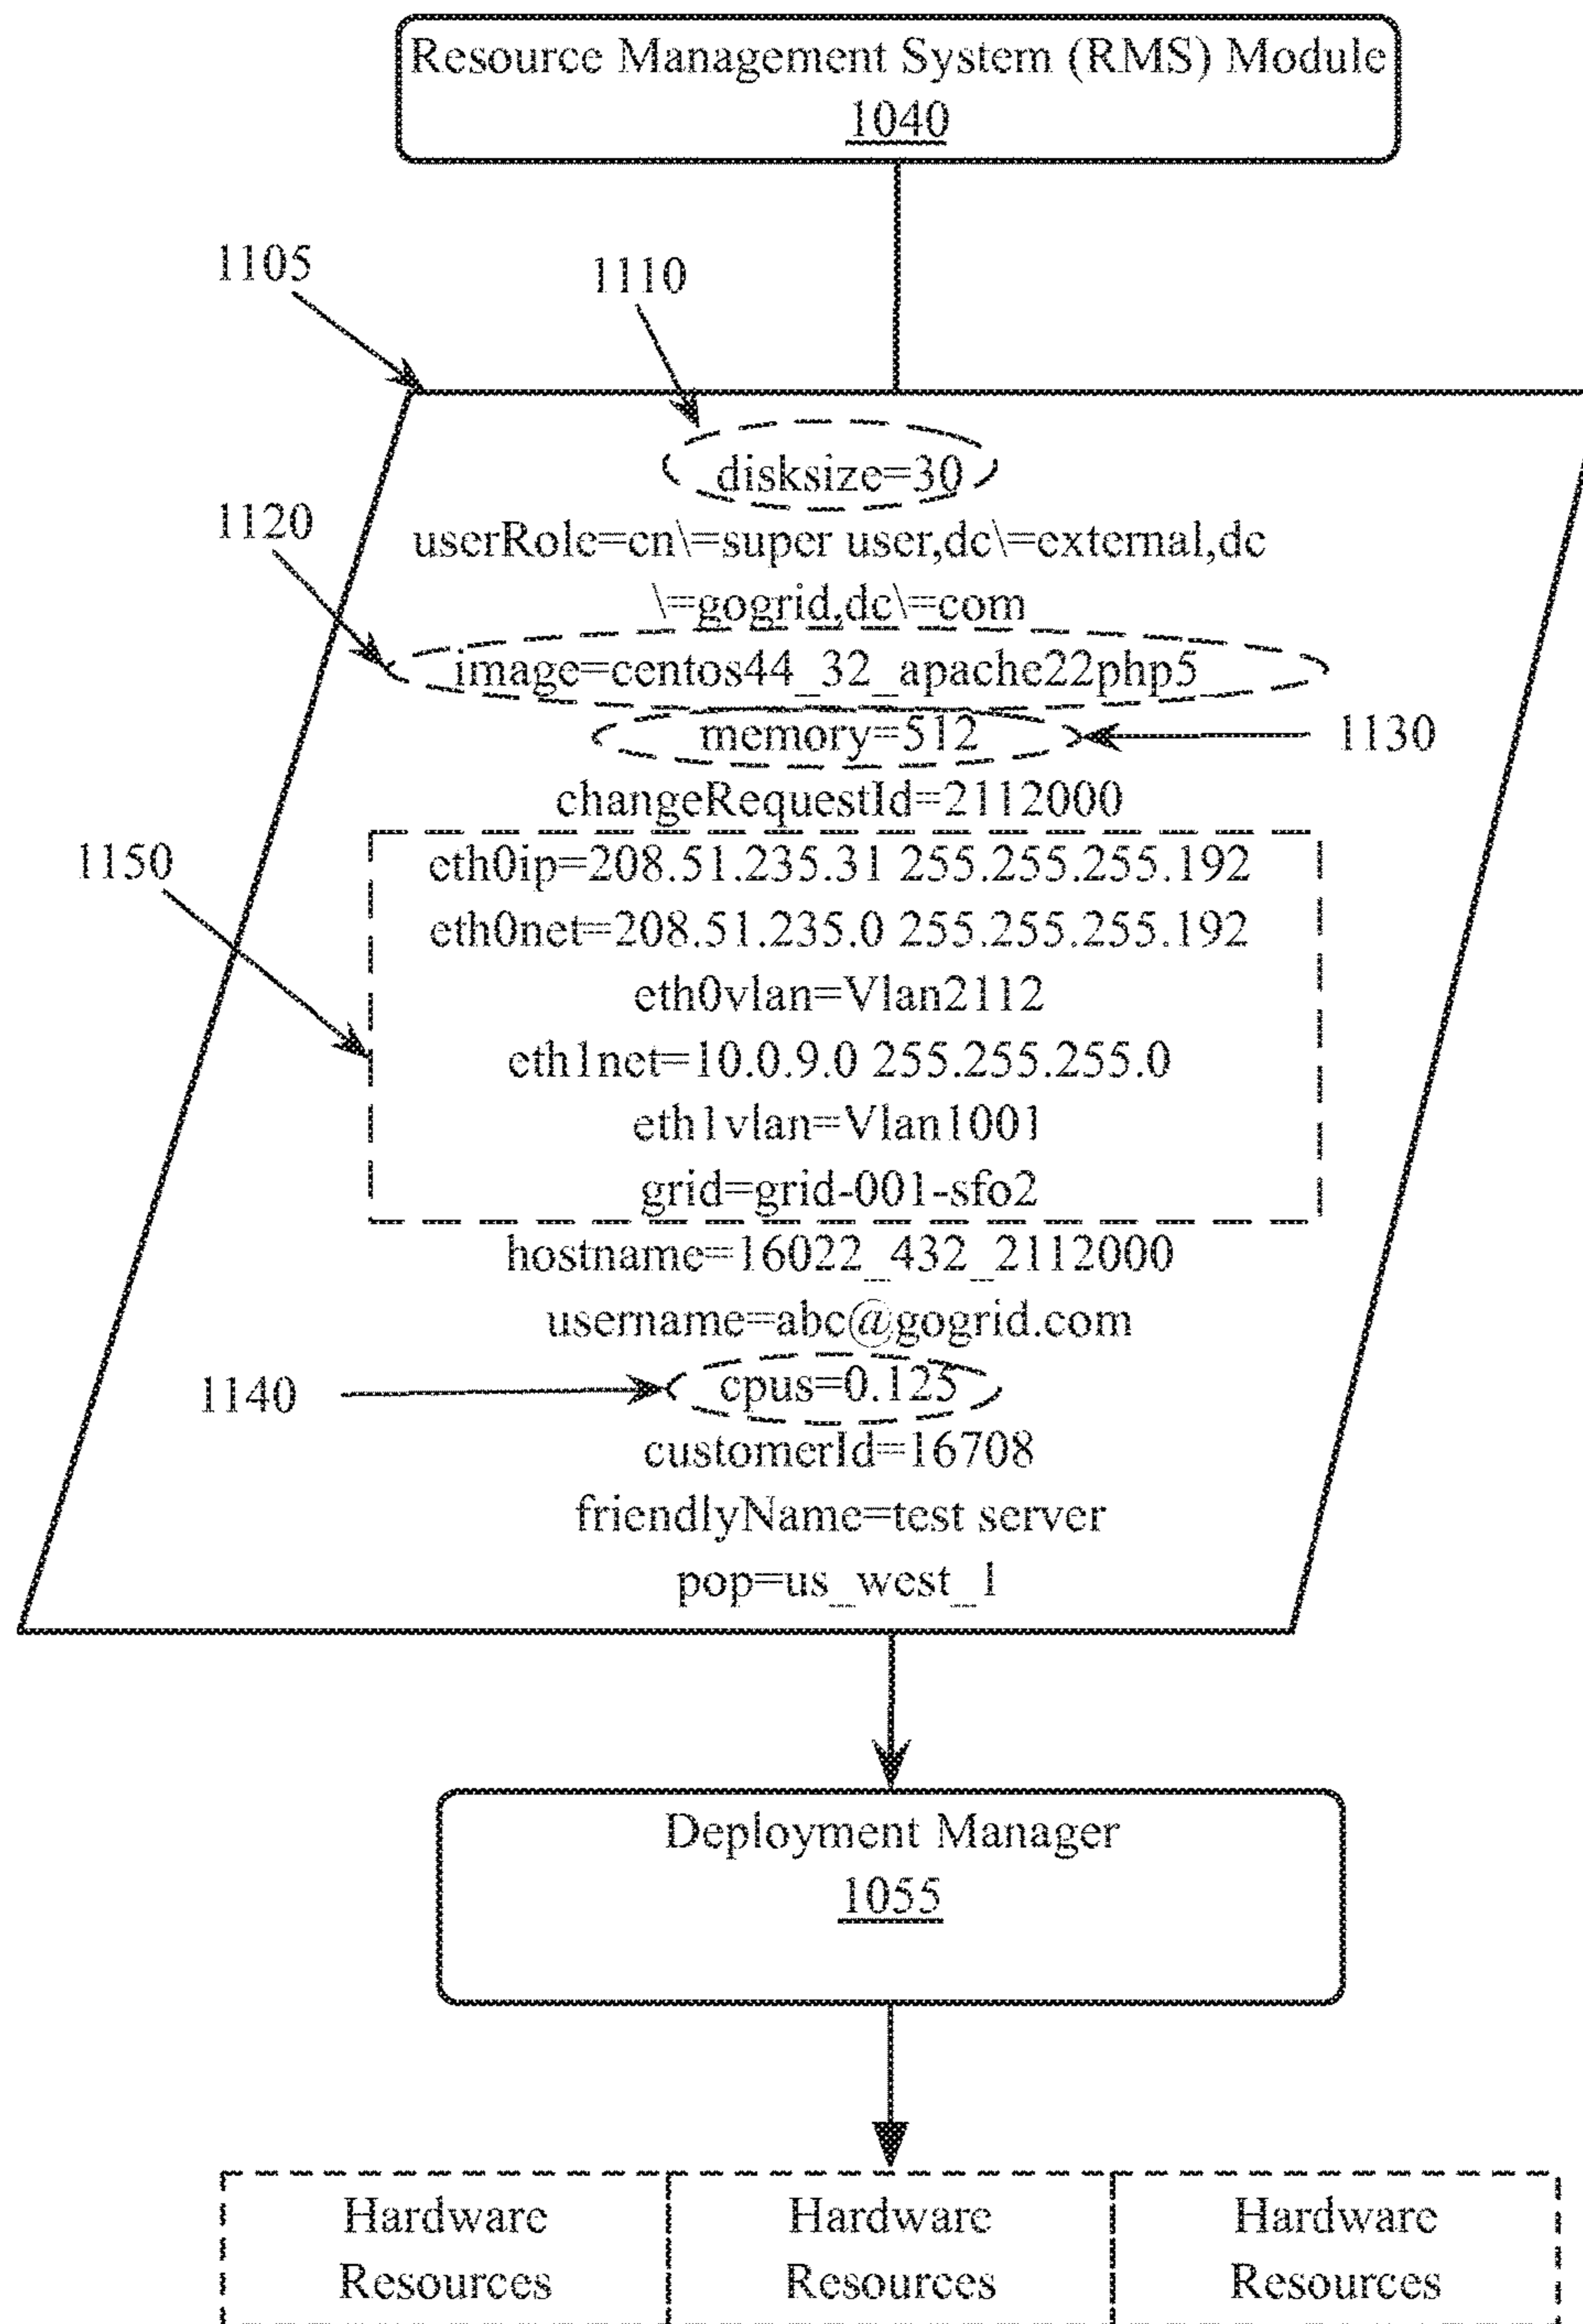 Resource Management System (RMS) Module
1040
1105
1110
disksize=30
1120
userRole=cn\=super user,dc\=external,dc
\=gogrid,dc\=com
image=centos44_32_apache22php5
memory=512
1130
changeRequestId=2112000
1150
eth0ip=208.51.235.31 255.255.255.192
eth0net=208.51.235.0 255.255.255.192
eth0vlan=Vlan2112
eth1net=10.0.9.0 255.255.255.0
eth1vlan=Vlan1001
grid=grid-001-sfo2
hostname=16022_432_2112000
username=abc@gogrid.com
1140
cpus=0.125
customerId=16708
friendlyName=test server
pop=us_west_1
Deployment Manager
1055
Hardware Hardware Hardware
Resources Resources Resources